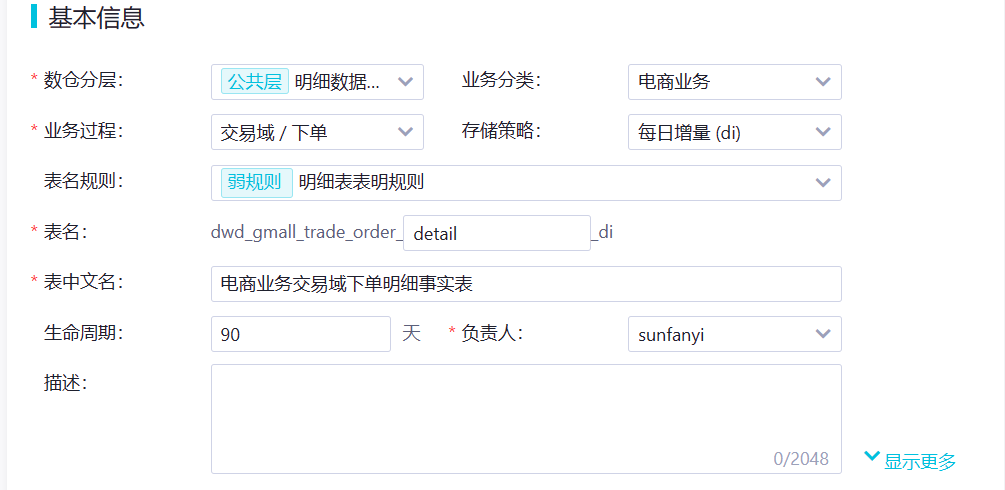 基本信息
* 数仓分层： 公共层 明细数据... 业务分类： 电商业务
* 业务过程： 交易域 / 下单 存储策略： 每日增量 (di)
表名规则： 弱规则 明细表表明规则
* 表名： dwd_gmall_trade_order_ detail _di
* 表中文名： 电商业务交易域下单明细事实表
生命周期： 90 天 * 负责人： sunfanyi
描述：
0/2048
显示更多